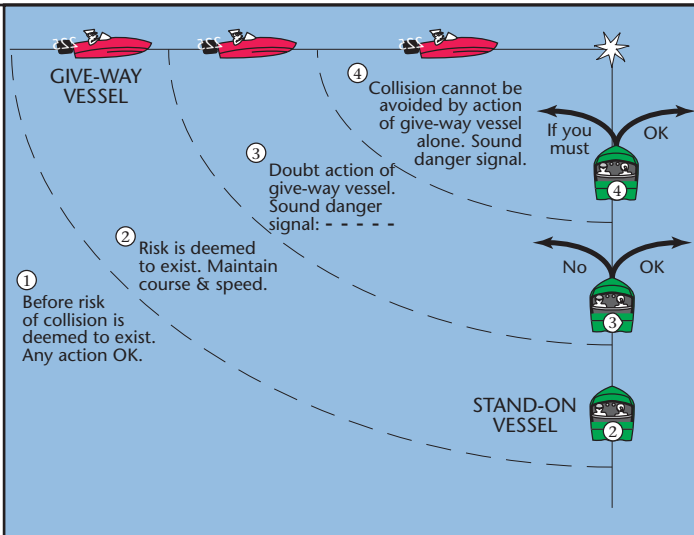 GIVE-WAY
VESSEL
④
Collision cannot be
avoided by action
of give-way vessel
alone. Sound
danger signal.
If you
must
OK
4
③
Doubt action of
give-way vessel.
Sound danger
signal: - - - - -
No
OK
3
②
Risk is deemed
to exist. Maintain
course & speed.
①
Before risk
of collision is
deemed to exist.
Any action OK.
STAND-ON
VESSEL
2